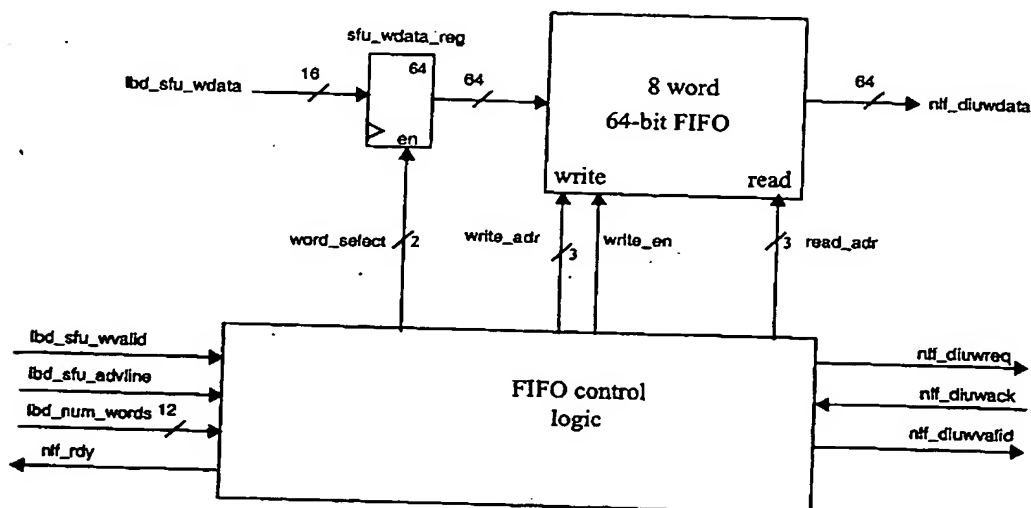 sfu_wdata_reg
lbd_sfu_wdata
16
64
64
en
8 word
64-bit FIFO
64
nlf_diuwdata
write
read
word_select
2
write_adr
3
write_en
3
read_adr
lbd_sfu_wvalid
lbd_sfu_advline
lbd_num_words
12
nlf_rdy
FIFO control
logic
nlf_diuwreq
nlf_diuwack
nlf_diuwvalid